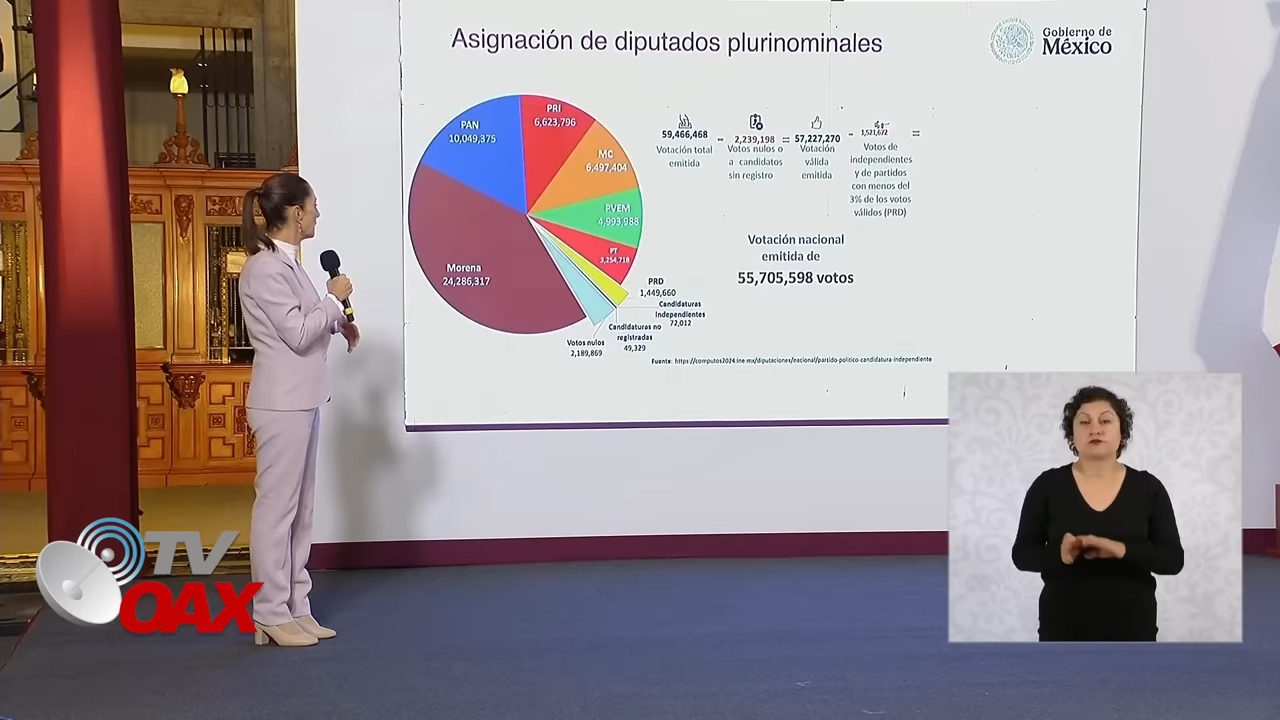 Asignación de diputados plurinominales
Gobierno de
México
PAN
10,049,375
PRI
6,623,796
MC
6,497,404
PVEM
4,993,988
PT
3,254,718
PRD
1,449,660
Candidaturas
Independientes
72,012
Candidaturas no
registradas
49,329
Votos nulos
2,189,869
Morena
24,286,317
59,466,468
Votación total
emitida
-
2,239,198
Votos nulos o
a candidatos
sin registro
=
57,227,270
Votación
válida
emitida
-
1,521,672
Votos de
independientes
y de partidos
con menos del
3% de los votos
válidos (PRD)
=
Votación nacional
emitida de
55,705,598 votos
Fuente: https://computos2024.ine.mx/diputaciones/nacional/partido-politico-candidatura-independiente
TV
OAX